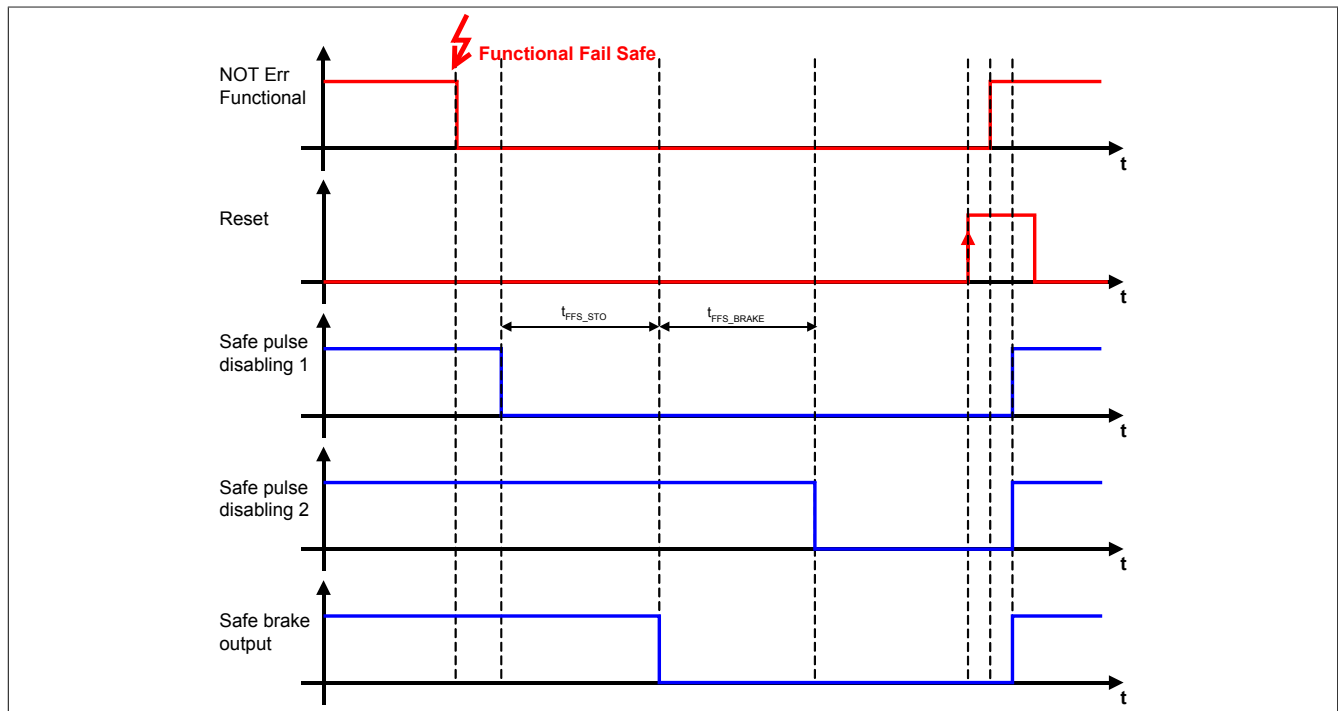 Functional Fail Safe
NOT Err
Functional
t
Reset
t
tFFS_STO
tFFS_BRAKE
Safe pulse
disabling 1
t
Safe pulse
disabling 2
t
Safe brake
output
t